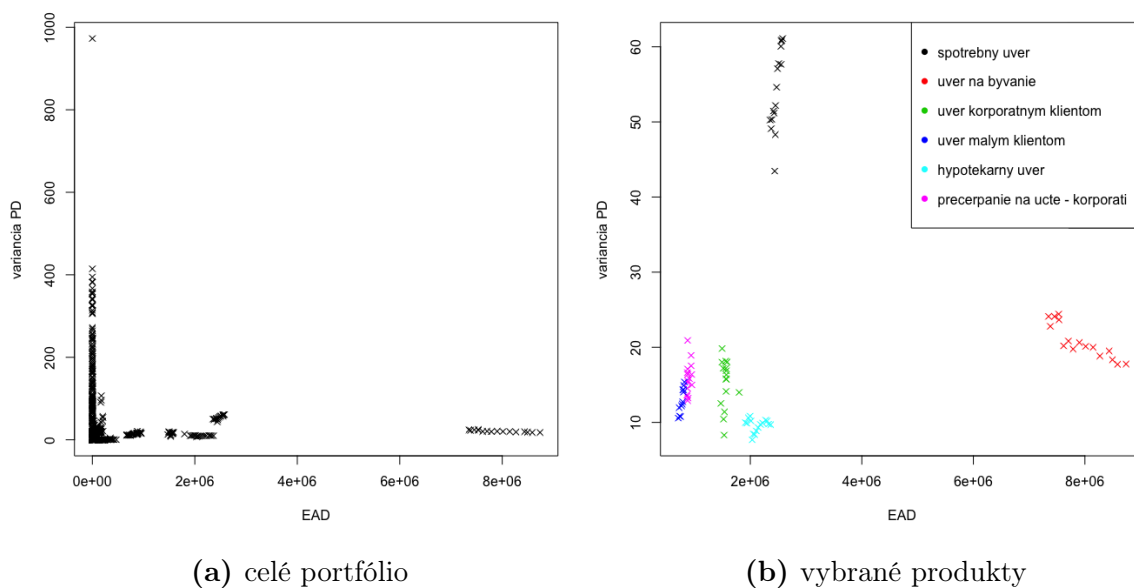 variancia PD
1000
800
600
400
200
0
0e+00 2e+06 4e+06 6e+06 8e+06
EAD
(a) celé portfólio
variancia PD
60
50
40
30
20
10
spotrebny uver
uver na byvanie
uver korporatnym klientom
uver malym klientom
hypotekarny uver
precerpanie na ucte - korporati
2e+06 4e+06 6e+06 8e+06
EAD
(b) vybrané produkty